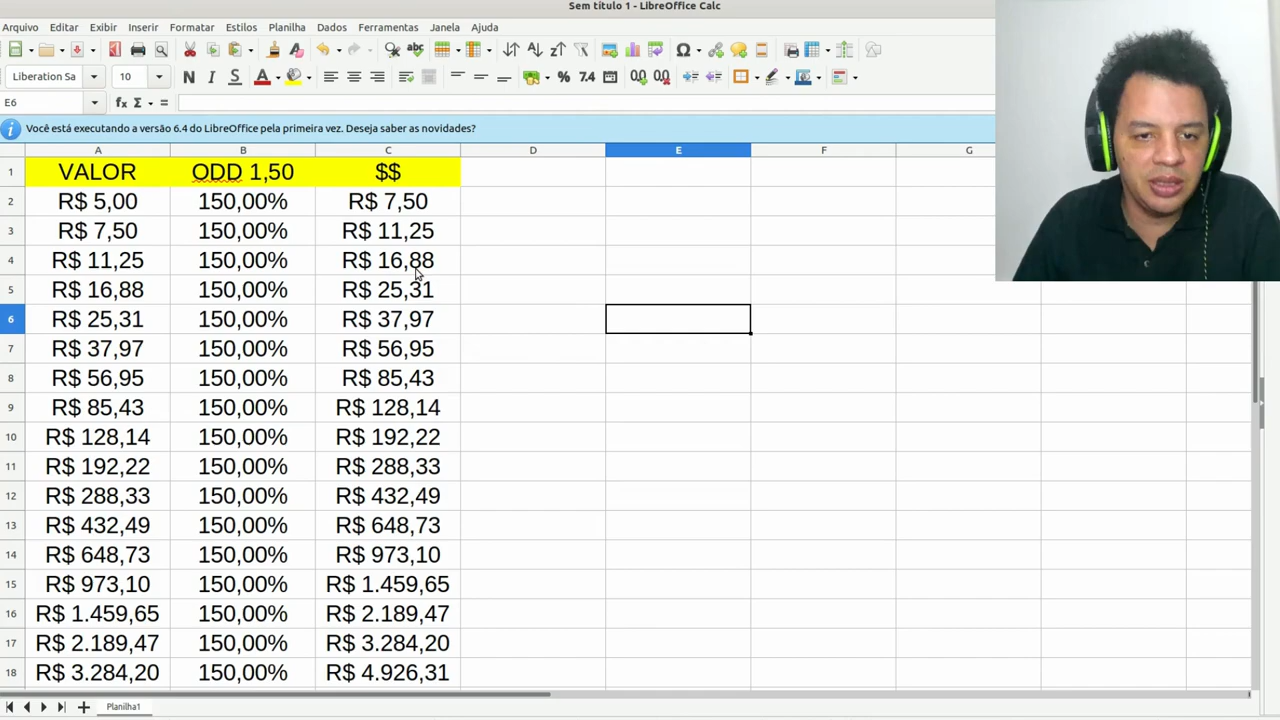 Sem título 1 - LibreOffice Calc
Arquivo Editar Exibir Inserir Formatar Estilos Planilha Dados Ferramentas Janela Ajuda
Liberation Sa 10
E6
Você está executando a versão 6.4 do LibreOffice pela primeira vez. Deseja saber as novidades?
A B C D E F G
1 VALOR ODD 1,50 $$
2 R$ 5,00 150,00% R$ 7,50
3 R$ 7,50 150,00% R$ 11,25
4 R$ 11,25 150,00% R$ 16,88
5 R$ 16,88 150,00% R$ 25,31
6 R$ 25,31 150,00% R$ 37,97
7 R$ 37,97 150,00% R$ 56,95
8 R$ 56,95 150,00% R$ 85,43
9 R$ 85,43 150,00% R$ 128,14
10 R$ 128,14 150,00% R$ 192,22
11 R$ 192,22 150,00% R$ 288,33
12 R$ 288,33 150,00% R$ 432,49
13 R$ 432,49 150,00% R$ 648,73
14 R$ 648,73 150,00% R$ 973,10
15 R$ 973,10 150,00% R$ 1.459,65
16 R$ 1.459,65 150,00% R$ 2.189,47
17 R$ 2.189,47 150,00% R$ 3.284,20
18 R$ 3.284,20 150,00% R$ 4.926,31
Planilha1